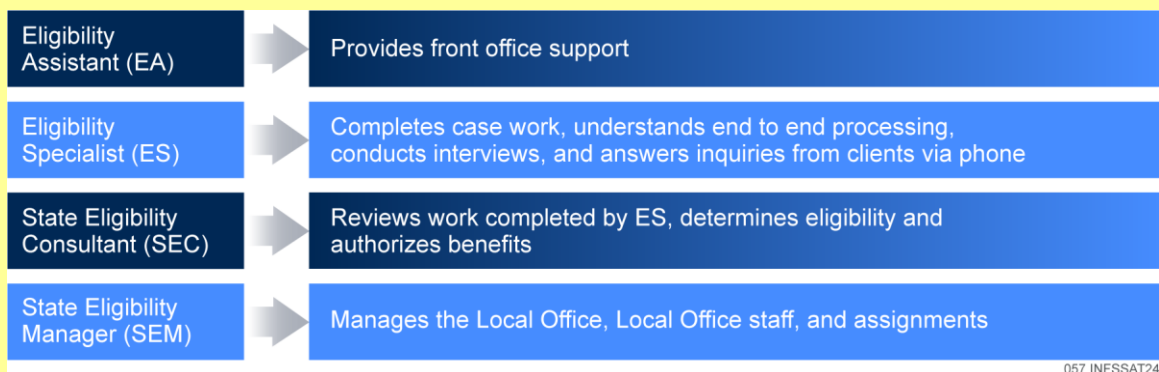 Eligibility
Assistant (EA)
Provides front office support
Eligibility
Specialist (ES)
Completes case work, understands end to end processing,
conducts interviews, and answers inquiries from clients via phone
State Eligibility
Consultant (SEC)
Reviews work completed by ES, determines eligibility and
authorizes benefits
State Eligibility
Manager (SEM)
Manages the Local Office, Local Office staff, and assignments
057 INESSAT24